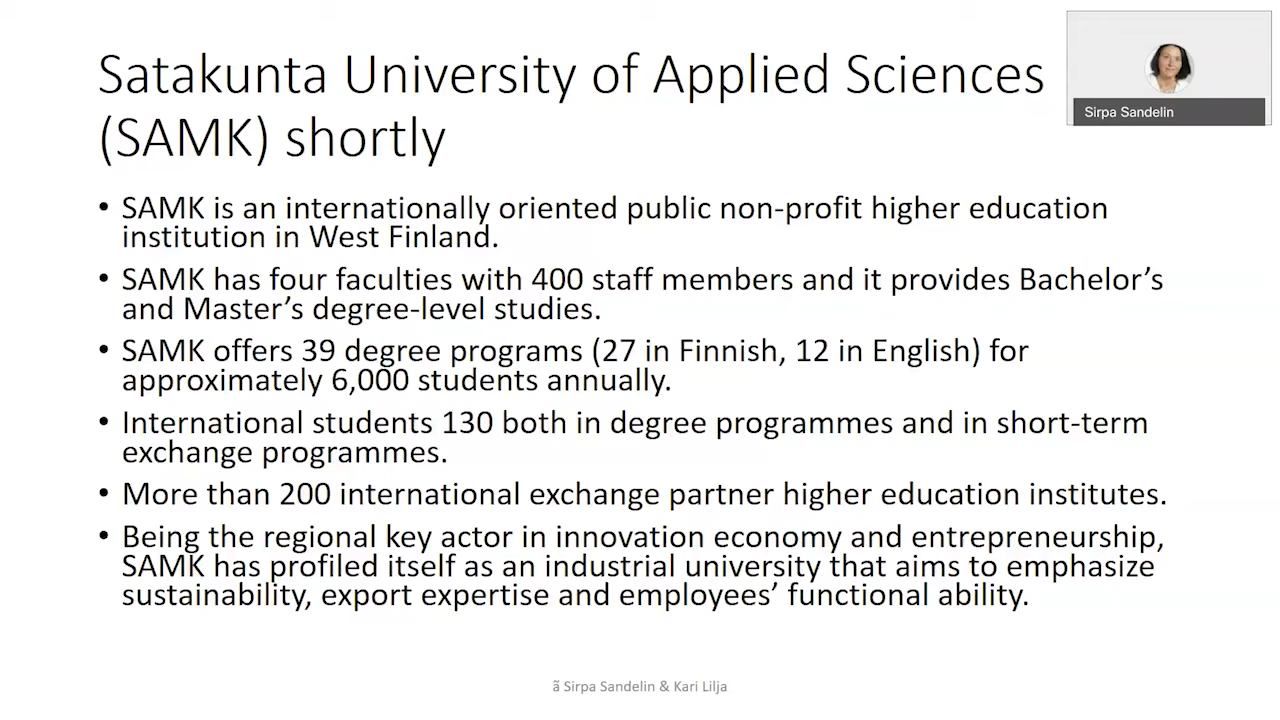 Satakunta University of Applied Sciences
(SAMK) shortly
Sirpa Sandelin
• SAMK is an internationally oriented public non-profit higher education
institution in West Finland.
• SAMK has four faculties with 400 staff members and it provides Bachelor’s
and Master’s degree-level studies.
• SAMK offers 39 degree programs (27 in Finnish, 12 in English) for
approximately 6,000 students annually.
• International students 130 both in degree programmes and in short-term
exchange programmes.
• More than 200 international exchange partner higher education institutes.
• Being the regional key actor in innovation economy and entrepreneurship,
SAMK has profiled itself as an industrial university that aims to emphasize
sustainability, export expertise and employees’ functional ability.
ã Sirpa Sandelin & Kari Lilja